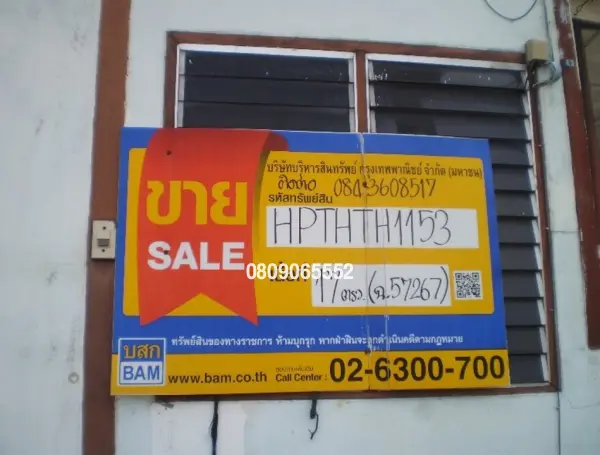 บริษัทบริหารสินทรัพย์ กรุงเทพพาณิชย์ จำกัด (มหาชน)
ติดต่อ 0843608517
รหัสทรัพย์สิน
ขาย
SALE
HPTHTH1153
0809065552
17 ตรว. (ฉ.57267)
ทรัพย์สินของทางราชการ ห้ามบุกรุก หากฝ่าฝืนจะถูกดำเนินคดีตามกฎหมาย
บสก
BAM
www.bam.co.th
Call Center :
02-6300-700